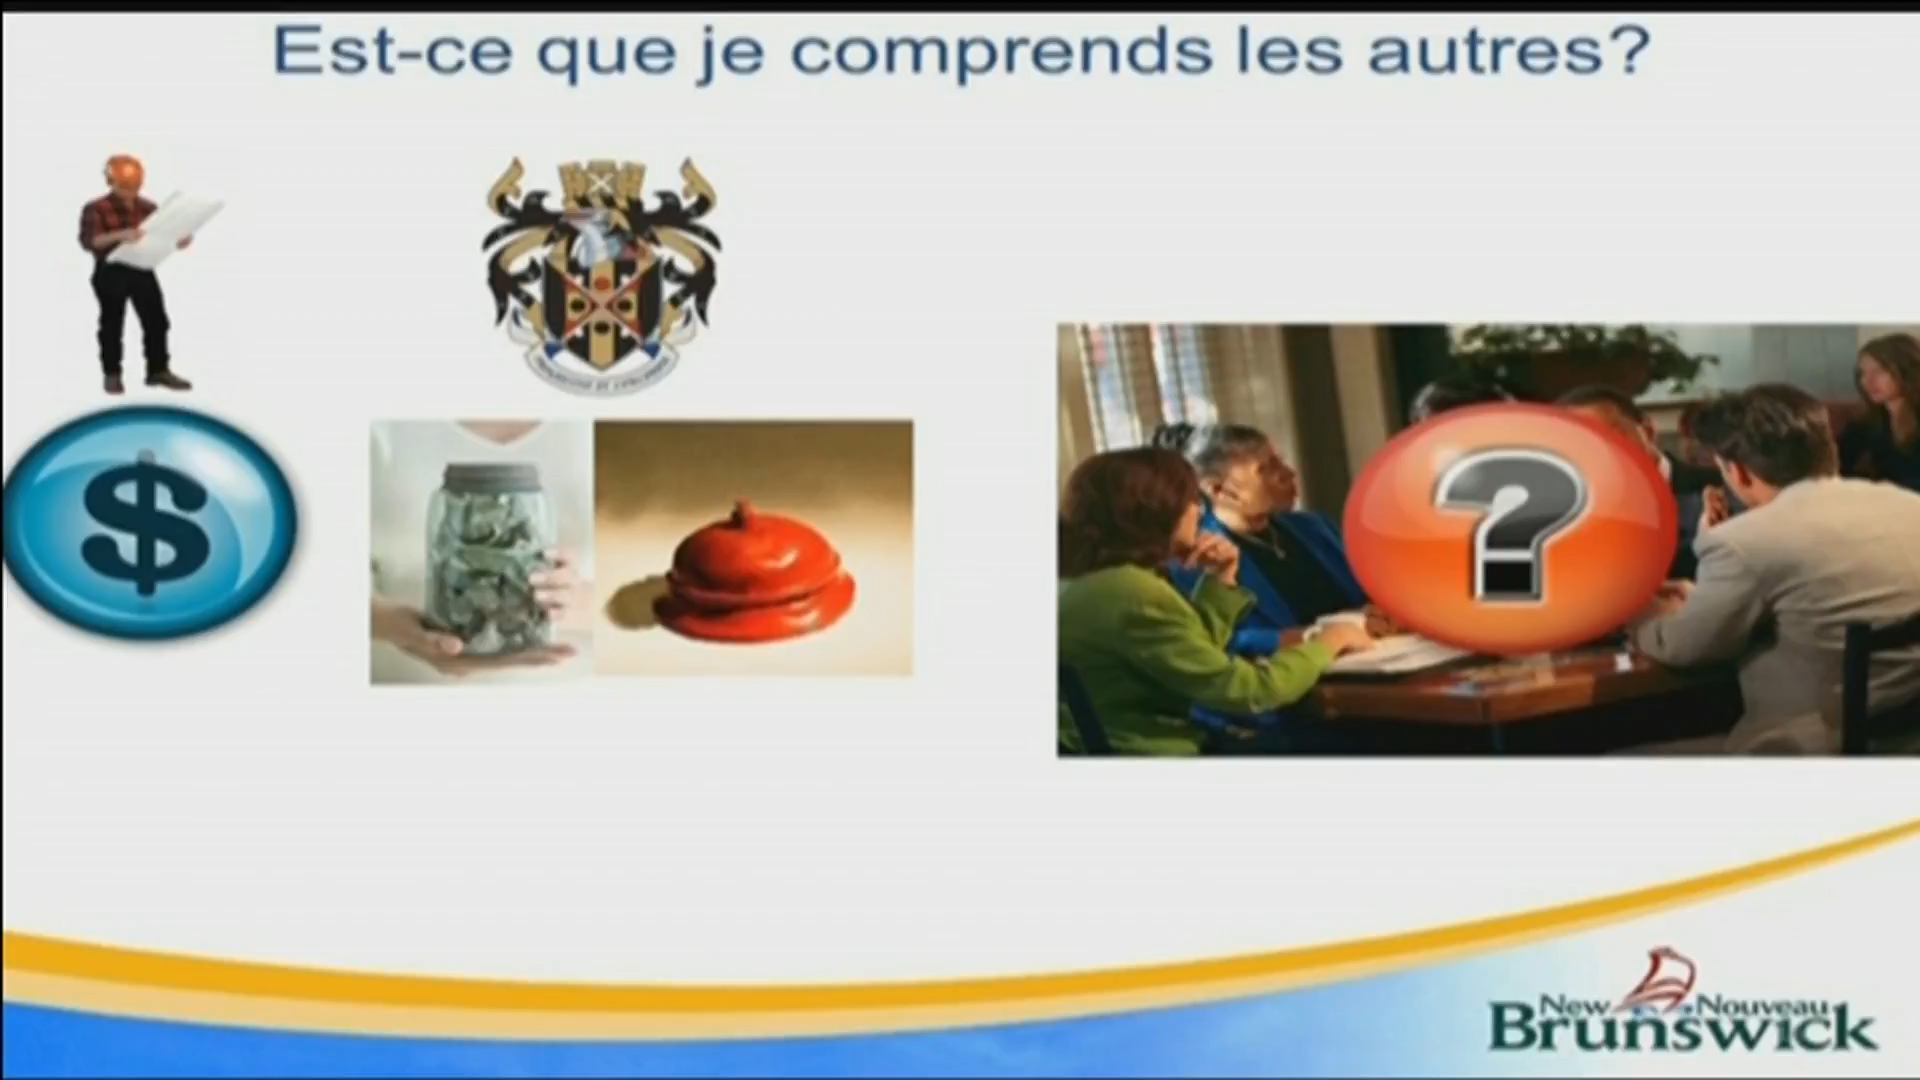 Est-ce que je comprends les autres?
$
?
New Nouveau
Brunswick